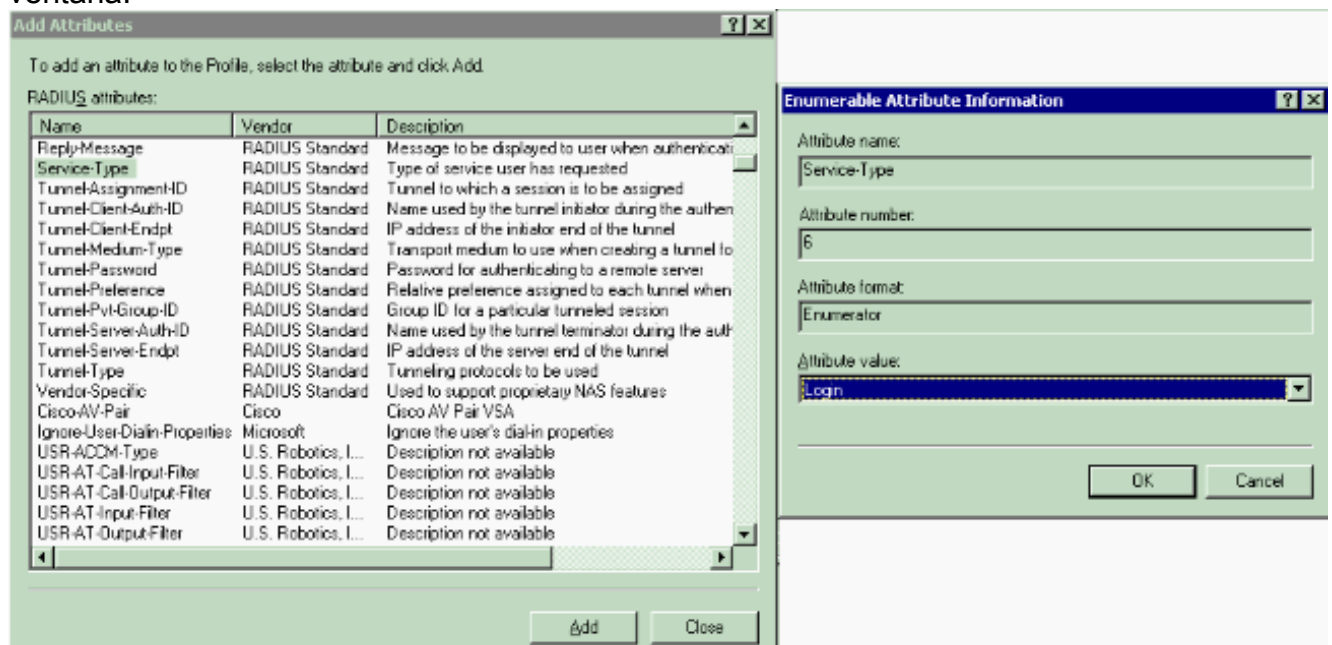 ventana.
Add Attributes
To add an attribute to the Profile, select the attribute and click Add.
RADIUS attributes:
Name Vendor Description
Reply-Message RADIUS Standard Message to be displayed to user when authenticati
Service-Type RADIUS Standard Type of service user has requested
Tunnel-Assignment-ID RADIUS Standard Tunnel to which a session is to be assigned
Tunnel-Client-Auth-ID RADIUS Standard Name used by the tunnel initiator during the authen
Tunnel-Client-Endpt RADIUS Standard IP address of the initiator end of the tunnel
Tunnel-Medium-Type RADIUS Standard Transport medium to use when creating a tunnel fo
Tunnel-Password RADIUS Standard Password for authenticating to a remote server
Tunnel-Preference RADIUS Standard Relative preference assigned to each tunnel when
Tunnel-Pvt-Group-ID RADIUS Standard Group ID for a particular tunneled session
Tunnel-Server-Auth-ID RADIUS Standard Name used by the tunnel terminator during the auth
Tunnel-Server-Endpt RADIUS Standard IP address of the server end of the tunnel
Tunnel-Type RADIUS Standard Tunneling protocols to be used
Vendor-Specific RADIUS Standard Used to support proprietary NAS features
Cisco-AV-Pair Cisco Cisco AV Pair VSA
Ignore-User-Dialin-Properties Microsoft Ignore the user's dial-in properties
USR-ACCM-Type U.S. Robotics, I... Description not available
USR-AT-Call-Input-Filter U.S. Robotics, I... Description not available
USR-AT-Call-Output-Filter U.S. Robotics, I... Description not available
USR-AT-Input-Filter U.S. Robotics, I... Description not available
USR-AT-Output-Filter U.S. Robotics, I... Description not available
Add Close
Enumerable Attribute Information
Attribute name:
Service-Type
Attribute number:
6
Attribute format:
Enumerator
Attribute value:
Login
OK Cancel